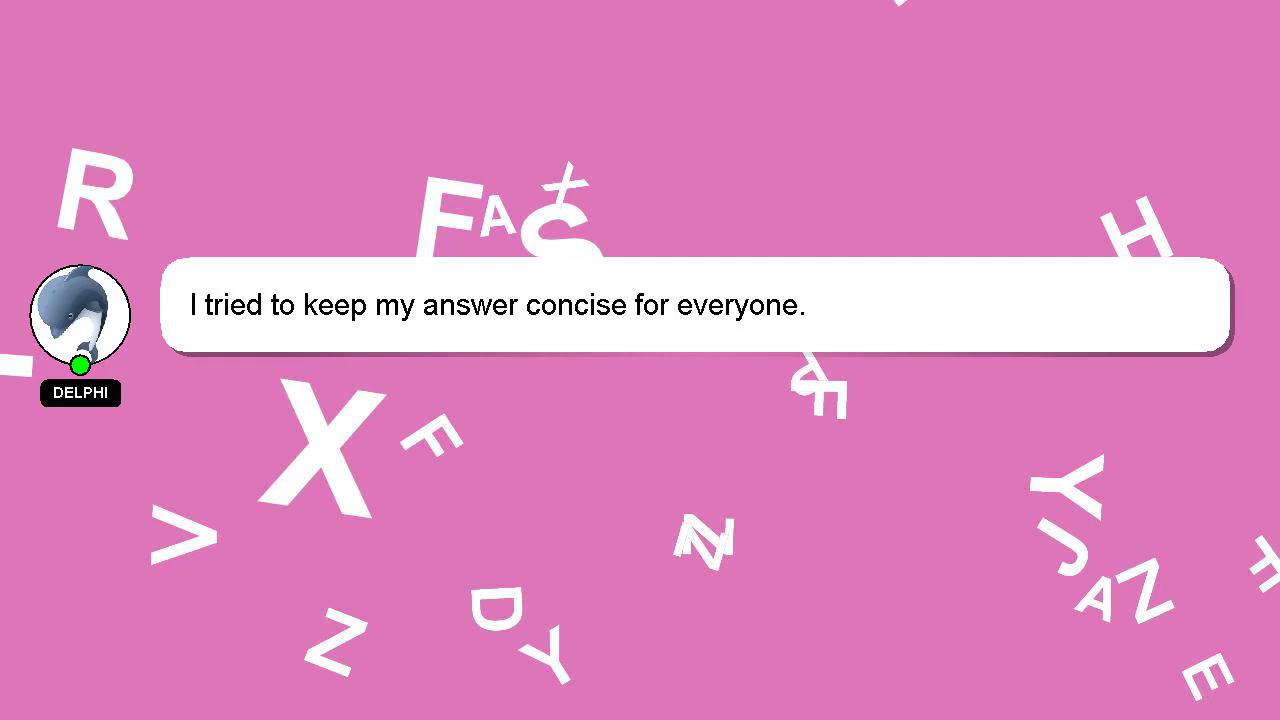 R
F
A
X
S
H
I tried to keep my answer concise for everyone.
DELPHI
F
X
F
Y
V
J
N
Z
A
Z
F
D
Z
Y
E